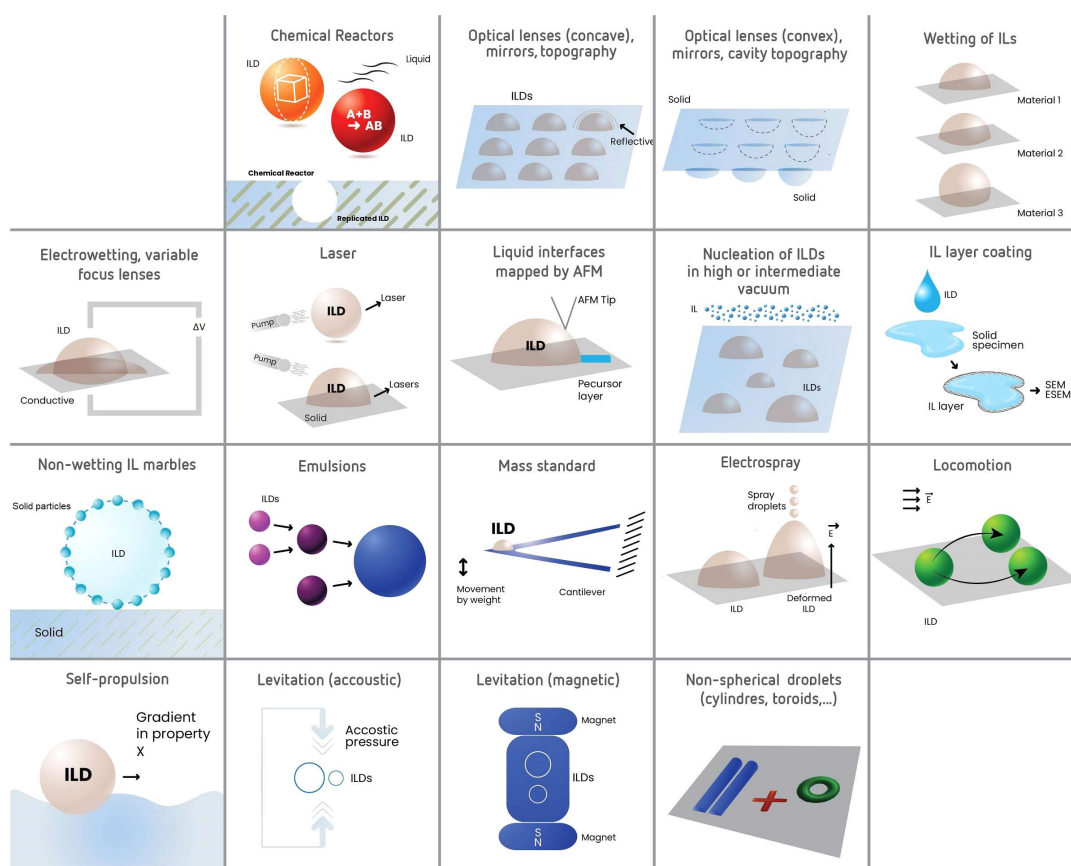 Chemical Reactors
ILD
Liquid
A+B
→ AB
ILD
Chemical Reactor
Replicated ILD
Optical lenses (concave),
mirrors, topography
ILDs
Reflective
Optical lenses (convex),
mirrors, cavity topography
Solid
Solid
Wetting of ILs
Material 1
Material 2
Material 3
Electrowetting, variable
focus lenses
ILD
ΔV
Conductive
Laser
Pump
ILD
Laser
Pump
ILD
Lasers
Solid
Liquid interfaces
mapped by AFM
AFM Tip
ILD
Pecursor
layer
Nucleation of ILDs
in high or intermediate
vacuum
IL
ILDs
IL layer coating
ILD
Solid
specimen
IL layer
SEM
ESEM
Non-wetting IL marbles
Solid particles
ILD
Solid
Emulsions
ILDs
Mass standard
ILD
Movement
by weight
Cantilever
Electrospray
Spray
droplets
E
ILD
Deformed
ILD
Locomotion
E
ILD
Self-propulsion
Gradient
in property
X
ILD
Levitation (accoustic)
Accostic
pressure
ILDs
Levitation (magnetic)
S
N
Magnet
ILDs
S
N
Magnet
Non-spherical droplets
(cylindres, toroids,...)